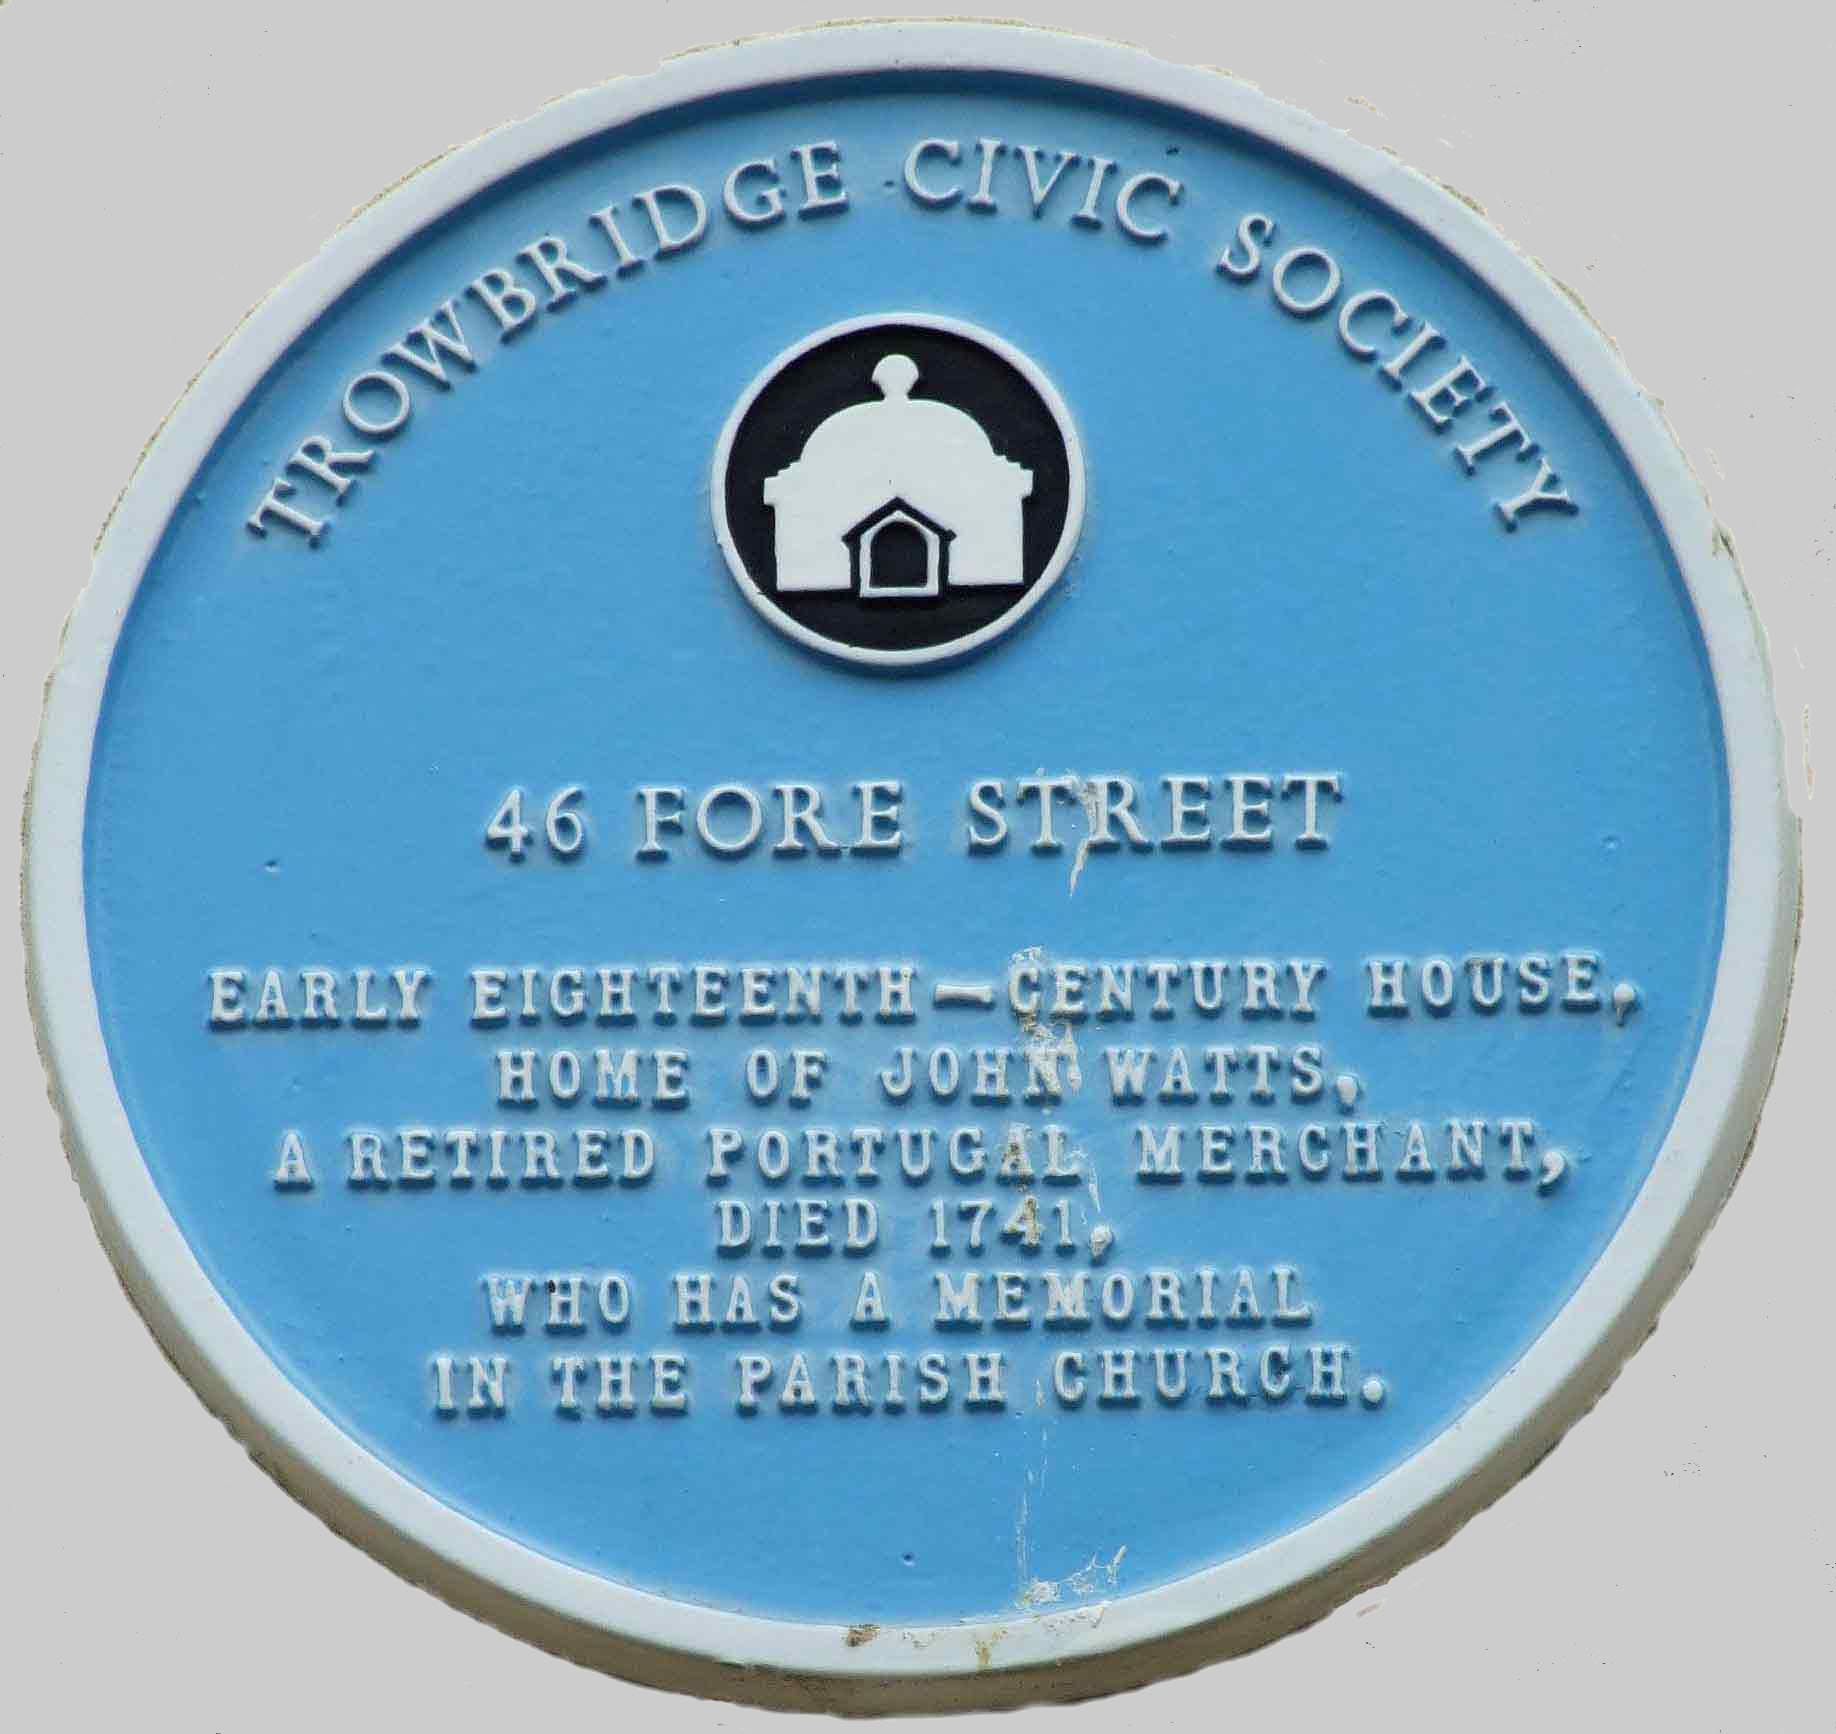 TROWBRIDGE CIVIC SOCIETY
46 FORE STREET
EARLY EIGHTEENTH—CENTURY HOUSE,
HOME OF JOHN WATTS,
A RETIRED PORTUGAL MERCHANT,
DIED 1741,
WHO HAS A MEMORIAL
IN THE PARISH CHURCH.